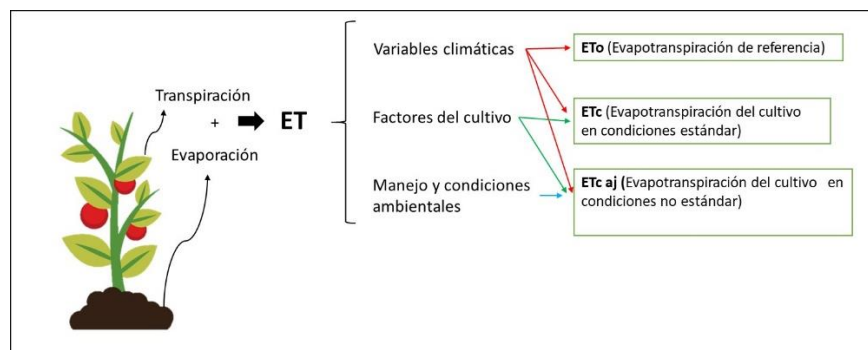 Transpiración
+
Evaporación
ET
Variables climáticas
Factores del cultivo
Manejo y condiciones
ambientales
ETo (Evapotranspiración de referencia)
ETc (Evapotranspiración del cultivo
en condiciones estándar)
ETc aj (Evapotranspiración del cultivo en
condiciones no estándar)